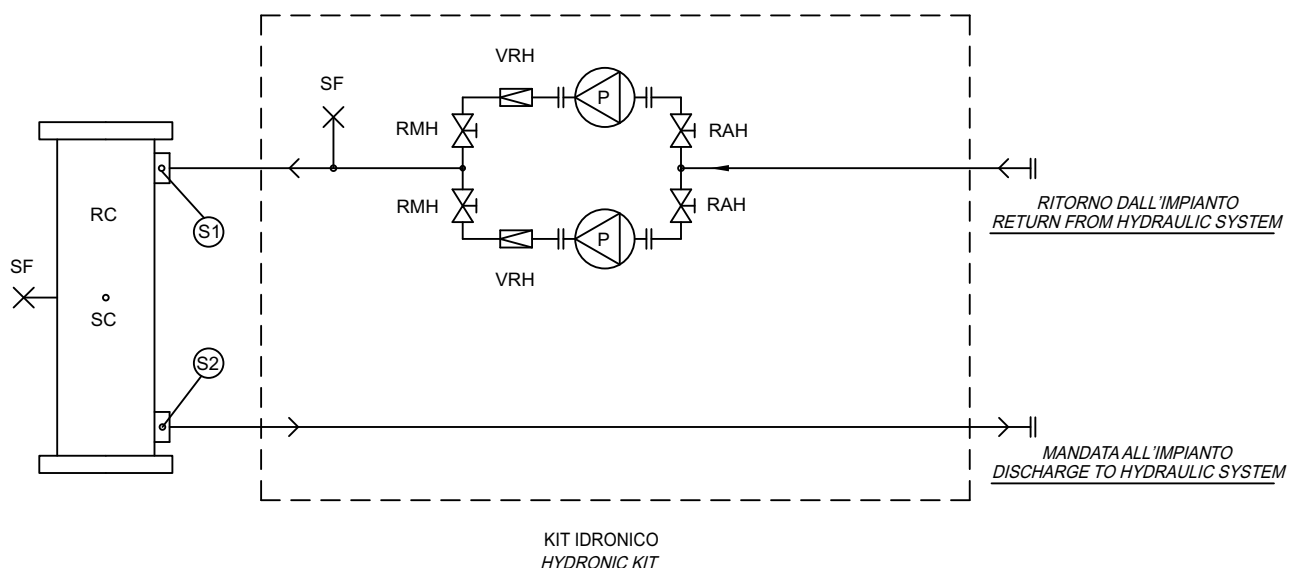 VRH
SF
P
RMH
RAH
RMH
RAH
P
VRH
RC
S1
SF
SC
S2
RITORNO DALL'IMPIANTO
RETURN FROM HYDRAULIC SYSTEM
MANDATA ALL'IMPIANTO
DISCHARGE TO HYDRAULIC SYSTEM
KIT IDRONICO
HYDRONIC KIT